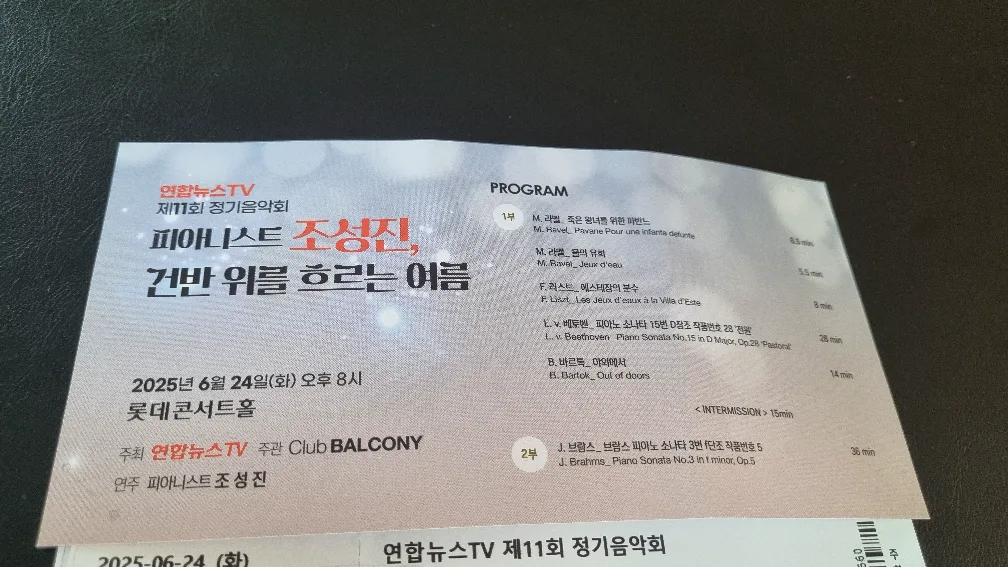 연합뉴스TV
제11회 정기음악회
피아니스트 조성진,
건반 위를 흐르는 여름
2025년 6월 24일(화) 오후 8시
롯데콘서트홀
주최 연합뉴스TV 주관 Club BALCONY
연주 피아니스트 조성진
PROGRAM
1부
M. 라벨_ 죽은 왕녀를 위한 파반느
M. Ravel_ Pavane Pour une infante défunte
6.5 min
M. 라벨_ 물의 유희
M. Ravel_ Jeux d'eau
5.5 min
F. 리스트_ 에스테장의 분수
F. Liszt_ Les Jeux d'eaux à la Villa d'Este
8 min
L. v. 베토벤_ 피아노 소나타 15번 D장조 작품번호 28 '전원'
L. v. Beethoven_ Piano Sonata No.15 in D Major, Op.28 'Pastoral'
28 min
B. 바르톡_ 야외에서
B. Bartok_ Out of doors
14 min
< INTERMISSION > 15min
2부
J. 브람스_ 브람스 피아노 소나타 3번 f단조 작품번호 5
J. Brahms_ Piano Sonata No.3 in f minor, Op.5
36 min
2025-06-24 (화)
연합뉴스TV 제11회 정기음악회